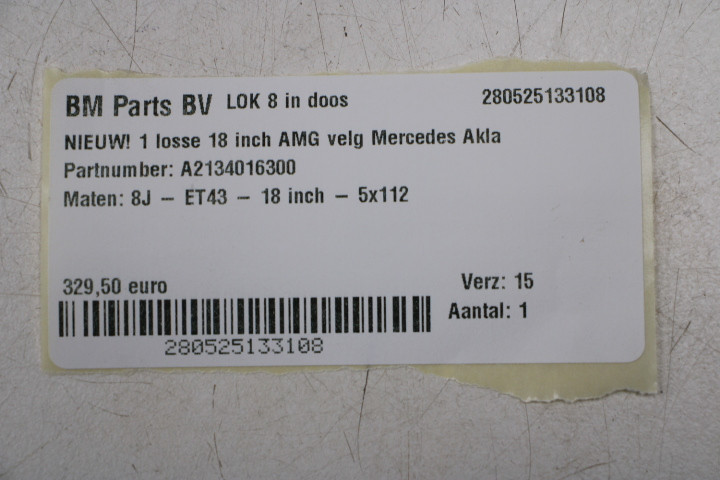 BM Parts BV LOK 8 in doos 280525133108
NIEUW! 1 losse 18 inch AMG velg Mercedes Akla
Partnumber: A2134016300
Maten: 8J – ET43 – 18 inch – 5x112
329,50 euro Verz: 15
Aantal: 1
280525133108